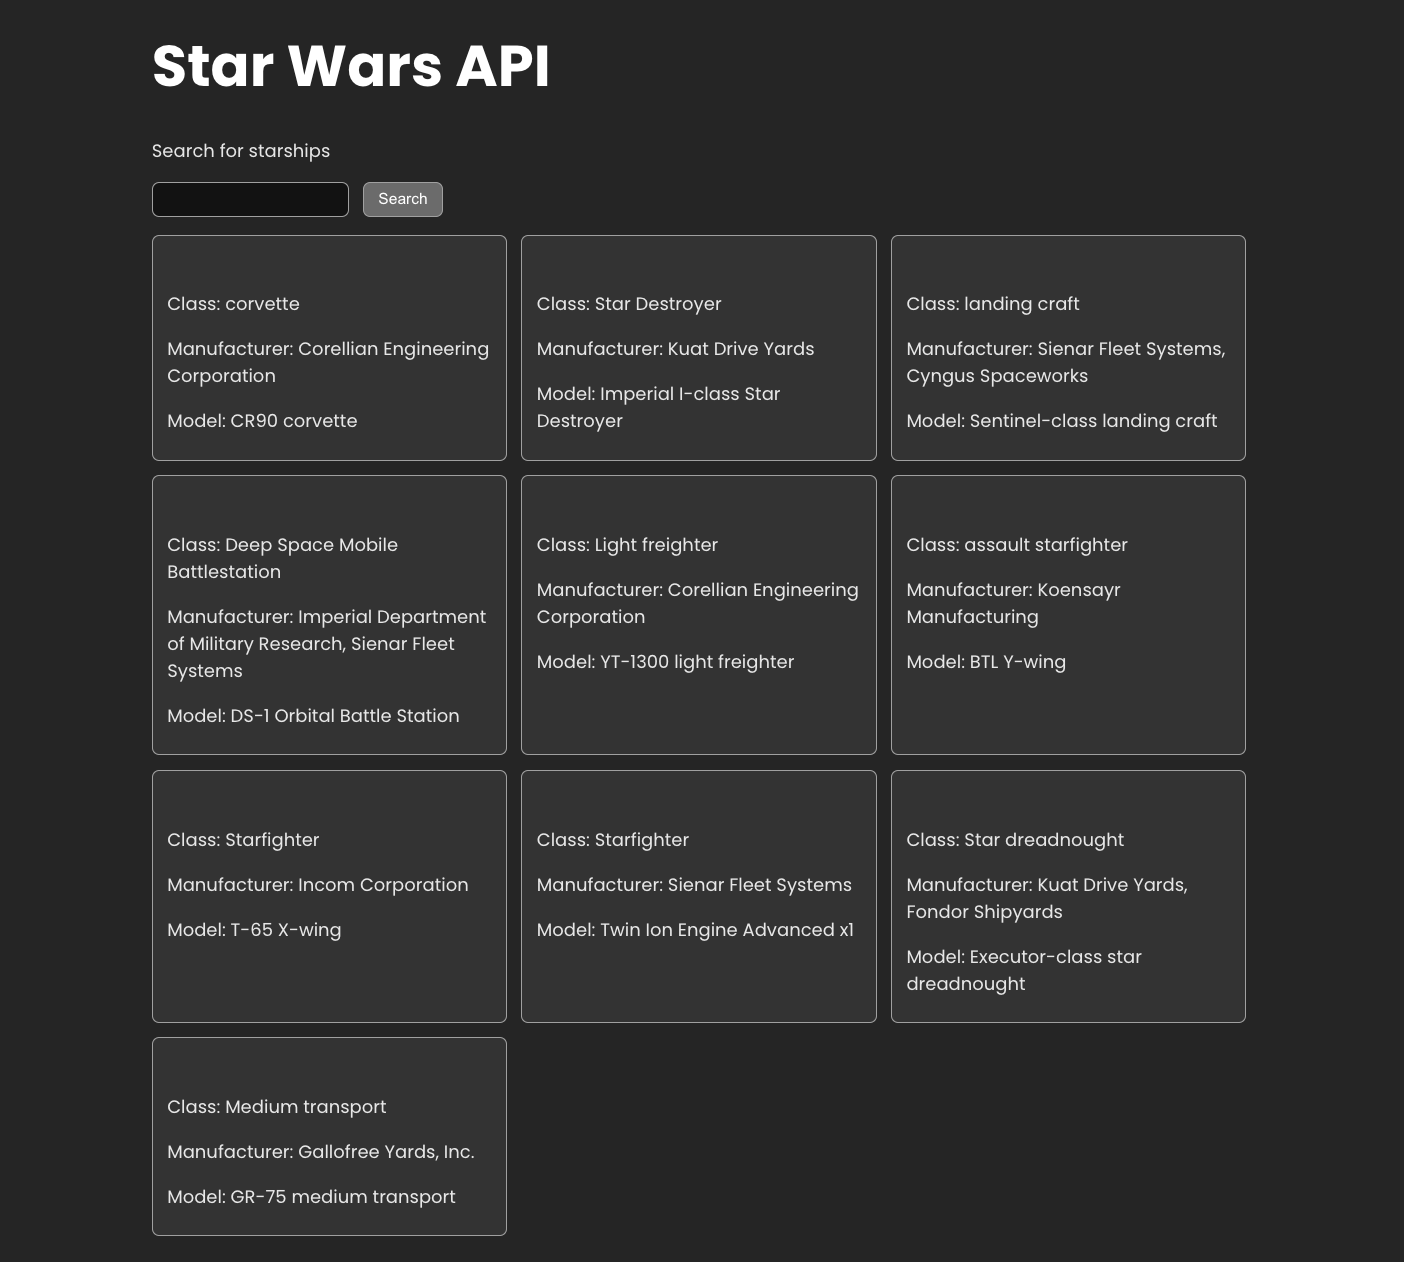 Star Wars API
Search for starships
Search
Class: corvette
Manufacturer: Corellian Engineering
Corporation
Model: CR90 corvette
Class: Star Destroyer
Manufacturer: Kuat Drive Yards
Model: Imperial I-class Star
Destroyer
Class: landing craft
Manufacturer: Sienar Fleet Systems,
Cyngus Spaceworks
Model: Sentinel-class landing craft
Class: Deep Space Mobile
Battlestation
Manufacturer: Imperial Department
of Military Research, Sienar Fleet
Systems
Model: DS-1 Orbital Battle Station
Class: Light freighter
Manufacturer: Corellian Engineering
Corporation
Model: YT-1300 light freighter
Class: assault starfighter
Manufacturer: Koensayr
Manufacturing
Model: BTL Y-wing
Class: Starfighter
Manufacturer: Incom Corporation
Model: T-65 X-wing
Class: Starfighter
Manufacturer: Sienar Fleet Systems
Model: Twin Ion Engine Advanced x1
Class: Star dreadnought
Manufacturer: Kuat Drive Yards,
Fondor Shipyards
Model: Executor-class star
dreadnought
Class: Medium transport
Manufacturer: Gallofree Yards, Inc.
Model: GR-75 medium transport